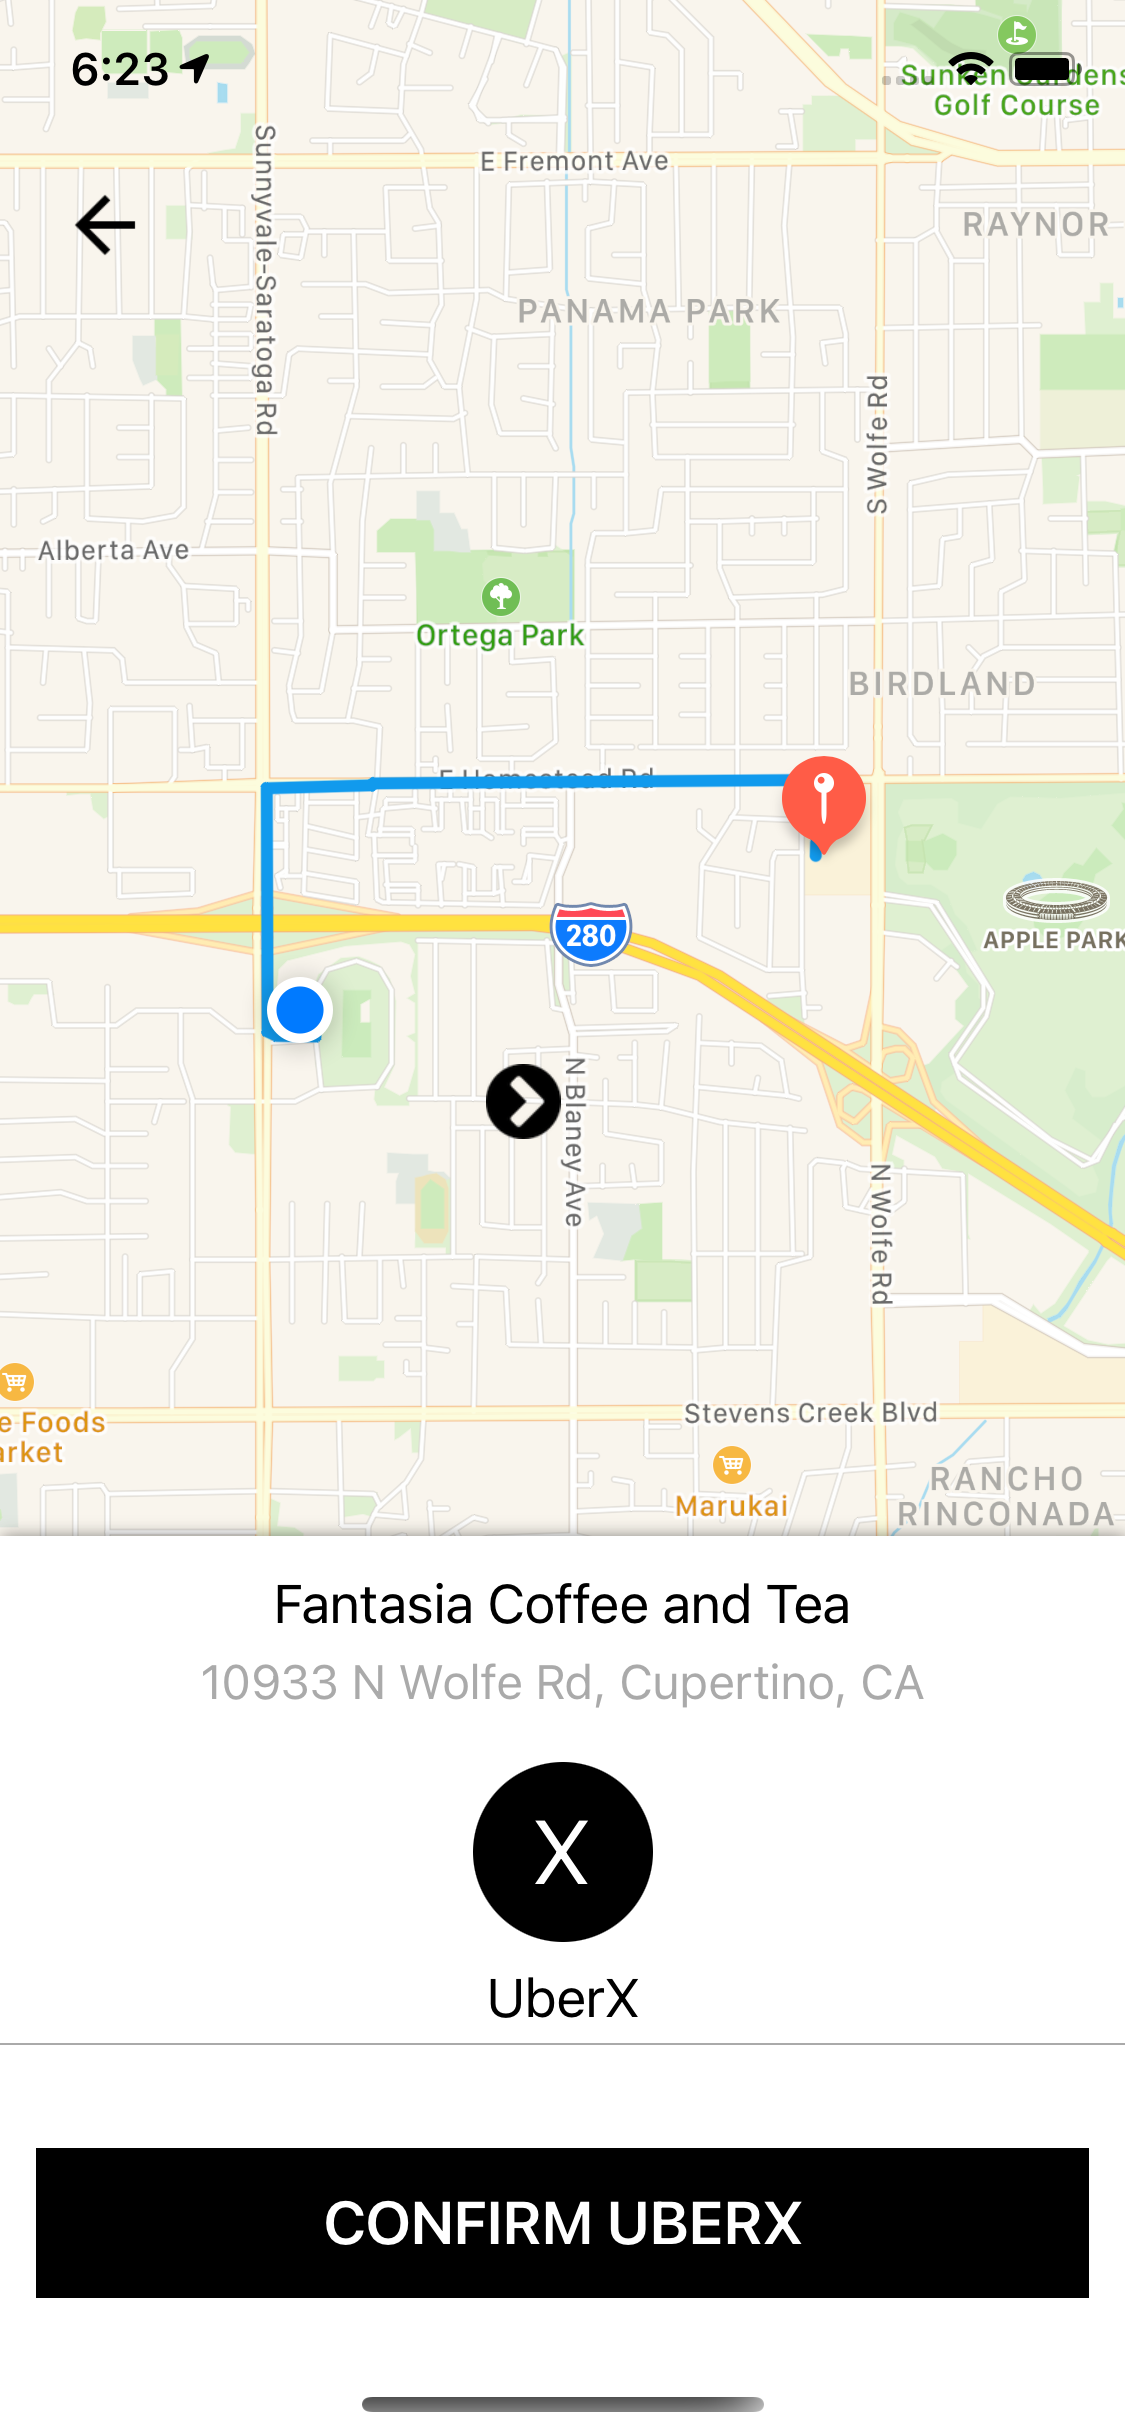 6:23
Sunken Gardens
Golf Course
E Fremont Ave
Sunnyvale-Saratoga Rd
RAYNOR
PANAMA PARK
S Wolfe Rd
Alberta Ave
Ortega Park
BIRDLAND
E Homestead Rd
280
APPLE PARK
N Blaney Ave
N Wolfe Rd
e Foods
arket
Stevens Creek Blvd
Marukai
RANCHO
RINCONADA
Fantasia Coffee and Tea
10933 N Wolfe Rd, Cupertino, CA
X
UberX
CONFIRM UBERX